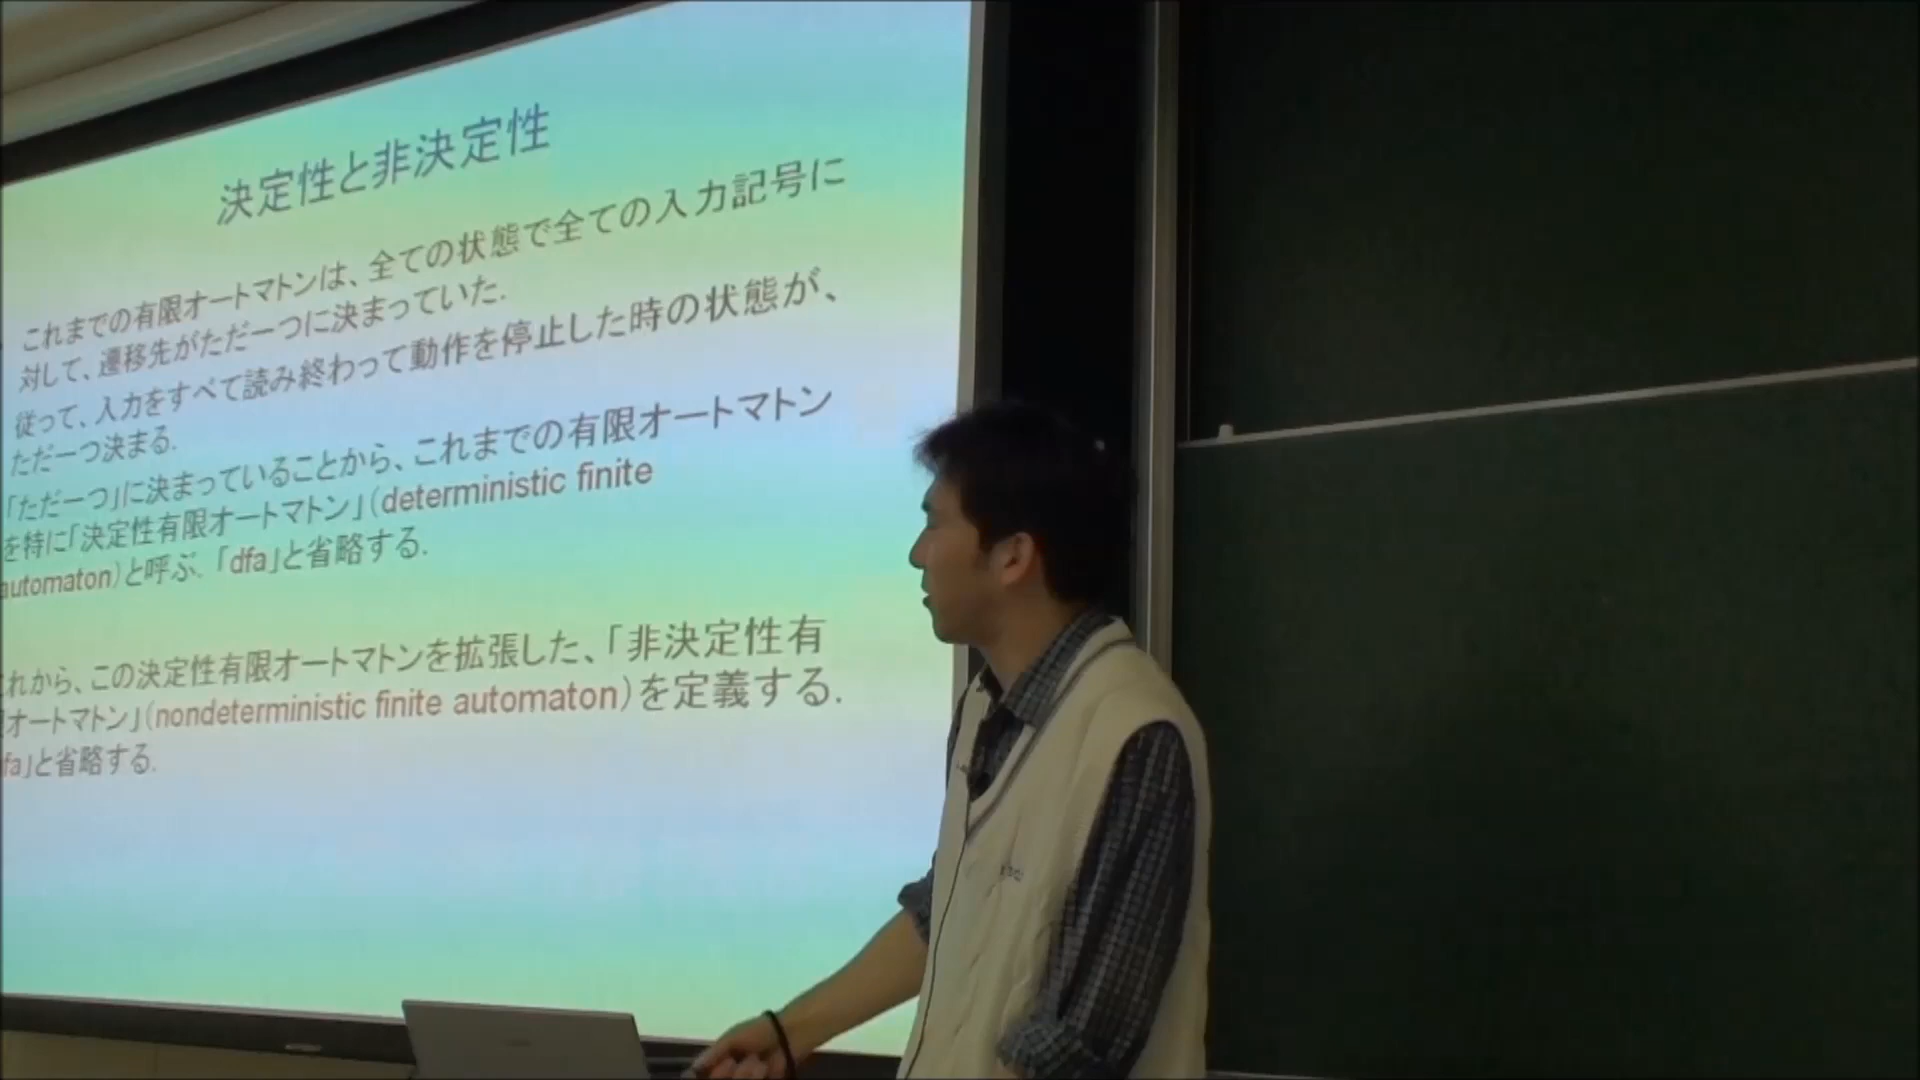 決定性と非決定性
これまでの有限オートマトンは、全ての状態で全ての入力記号に
対して、遷移先がただ一つに決まっていた.
従って、入力をすべて読み終わって動作を停止した時の状態が、
ただ一つ決まる.
「ただ一つ」に決まっていることから、これまでの有限オートマトン
を特に「決定性有限オートマトン」（deterministic finite
automaton）と呼ぶ.「dfa」と省略する.
れから、この決定性有限オートマトンを拡張した、「非決定性有
オートマトン」（nondeterministic finite automaton）を定義する.
fa」と省略する.